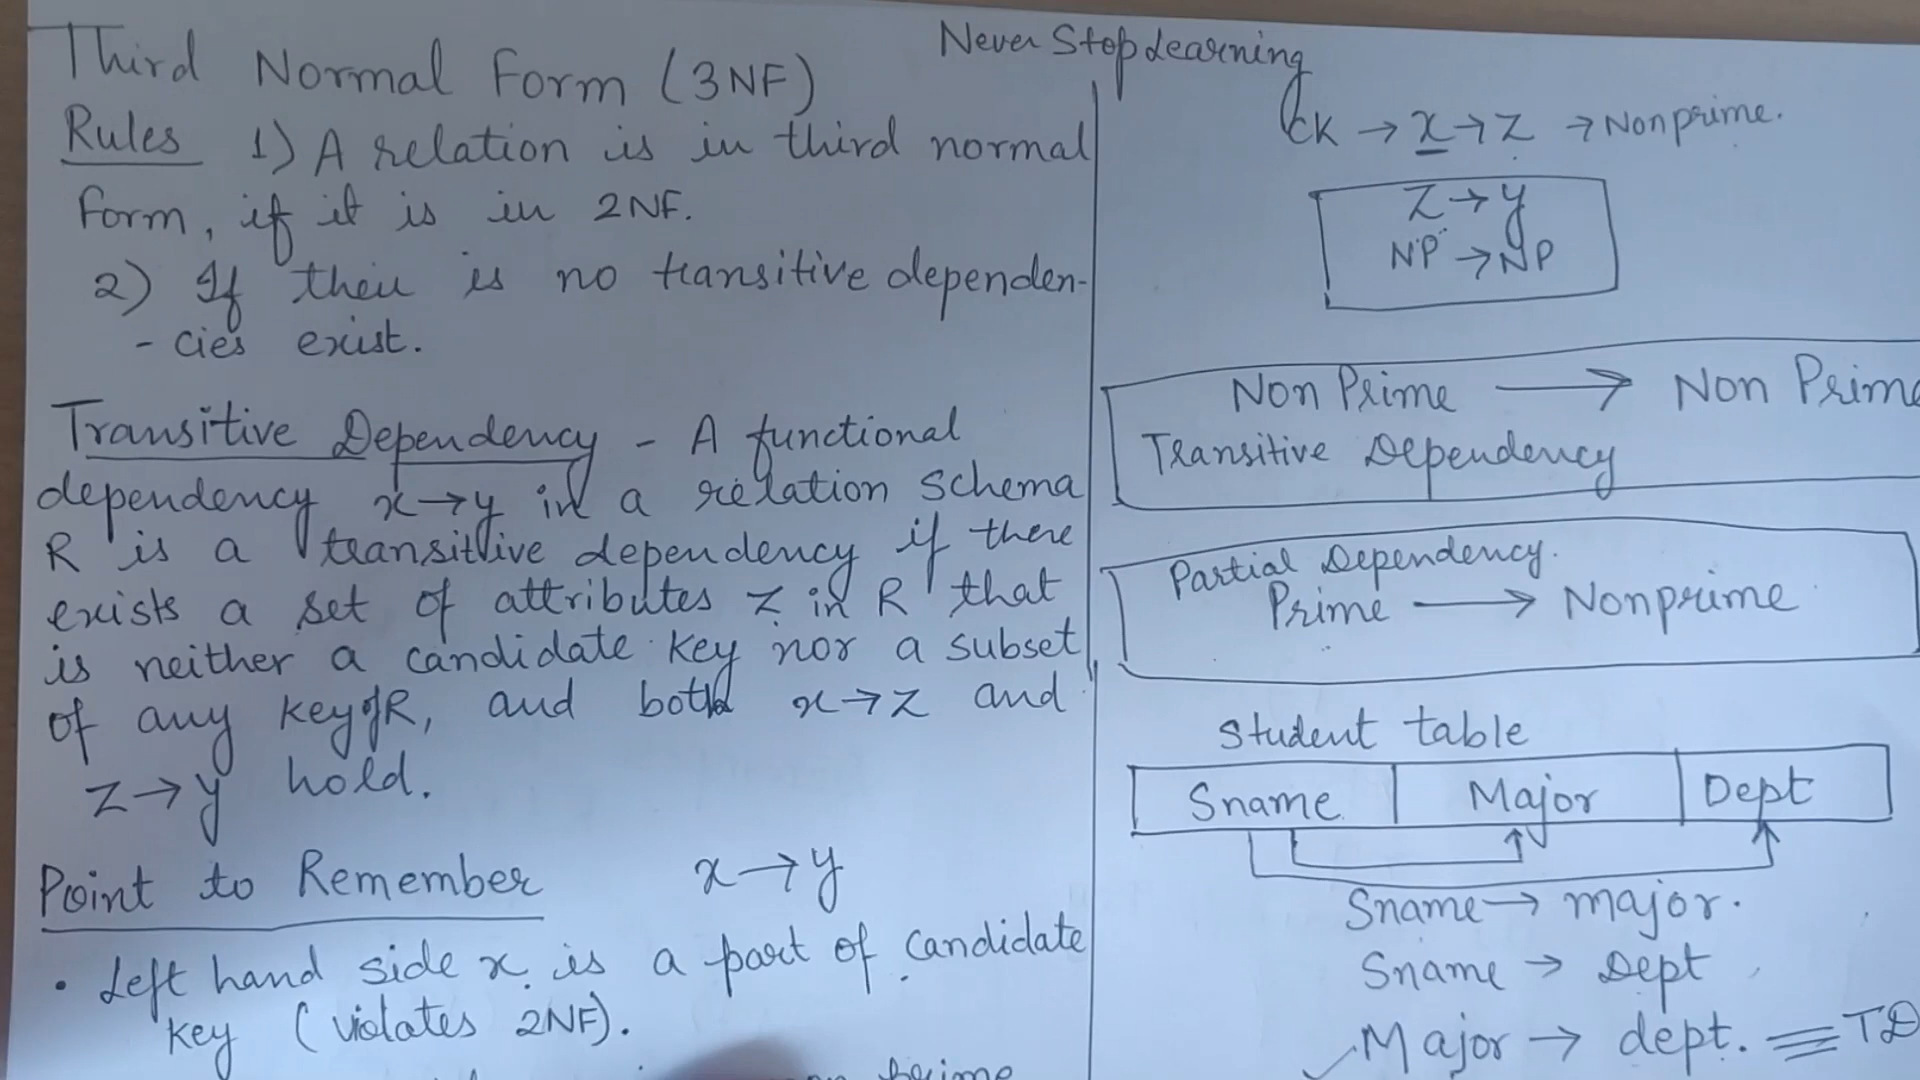 Third Normal Form (3NF)
Rules 1) A relation is in third normal
form, if it is in 2NF.
2) If their is no transitive dependen-
- cies exist.
Transitive Dependency - A functional
dependency x→y in a relation schema
R is a transitive dependency if there
exists a set of attributes z in R that
is neither a candidate key nor a subset
of any key of R, and both x→z and
z→y hold.
Point to Remember x→y
• Left hand side x is a part of candidate
key (violates 2NF).
prime
Never Stop Learning
CK → x→z → Nonprime.
Z→y
NP→NP
Non Prime → Non Prime
Transitive Dependency
Partial Dependency.
Prime → Nonprime
Student table
Sname Major Dept
Sname→ major.
Sname → Dept
Major → dept. = TD